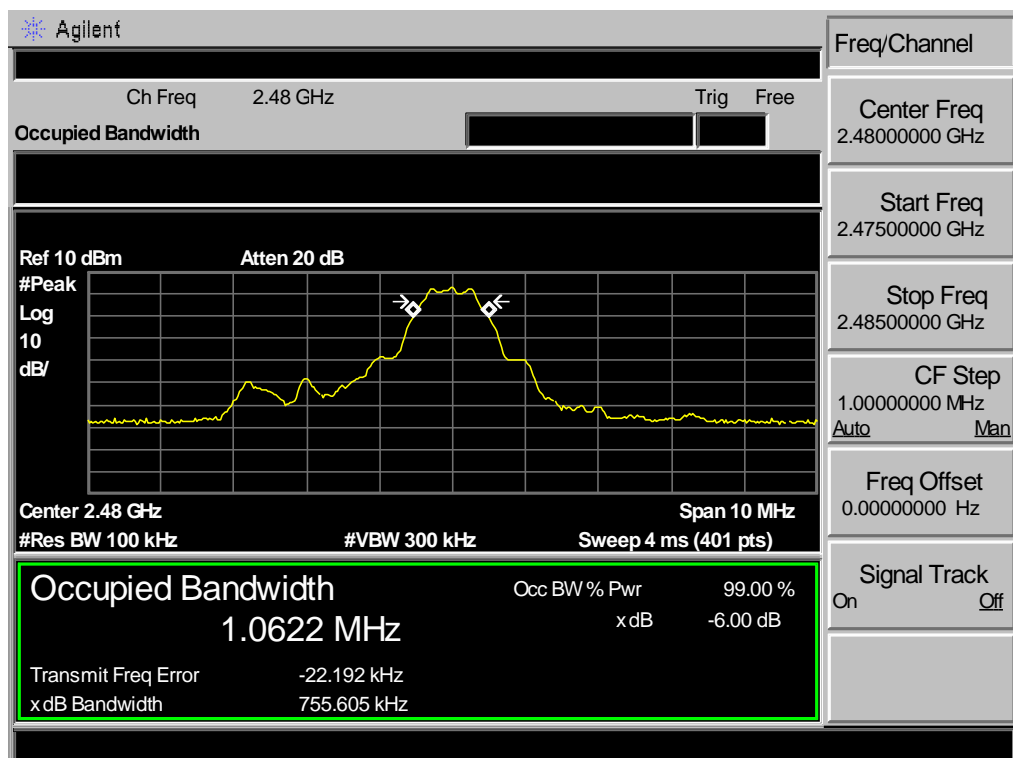 Agilent
Freq/Channel
Ch Freq 2.48 GHz Trig Free
Occupied Bandwidth
Center Freq
2.48000000 GHz
Start Freq
2.47500000 GHz
Ref 10 dBm Atten 20 dB
#Peak
Log
10
dB/
Stop Freq
2.48500000 GHz
CF Step
1.00000000 MHz
Auto Man
Freq Offset
0.00000000 Hz
Center 2.48 GHz Span 10 MHz
#Res BW 100 kHz #VBW 300 kHz Sweep 4 ms (401 pts)
Signal Track
On Off
Occupied Bandwidth Occ BW % Pwr 99.00 %
1.0622 MHz x dB -6.00 dB
Transmit Freq Error -22.192 kHz
x dB Bandwidth 755.605 kHz